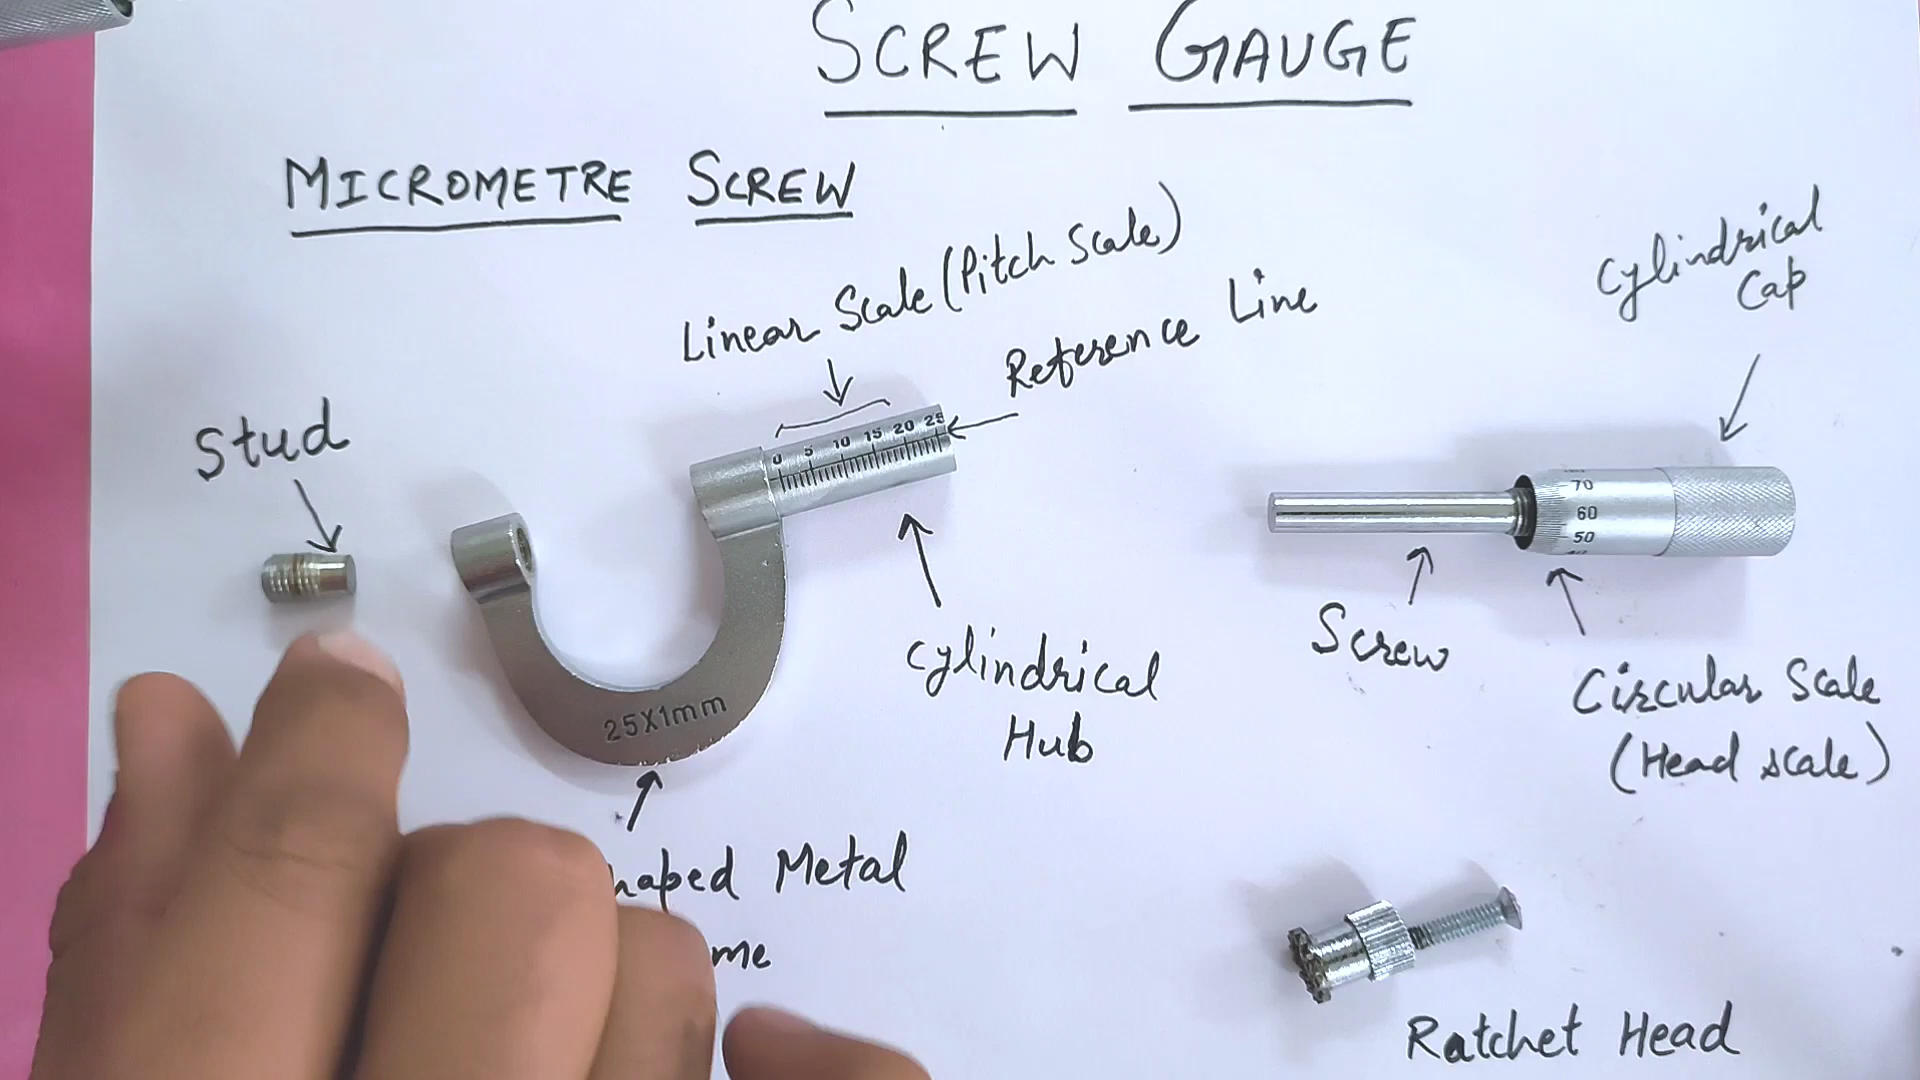 SCREW GAUGE
MICROMETRE SCREW
Linear Scale (Pitch Scale)
Reference Line
Cylindrical
Cap
Stud
0 5 10 15 20 25
70
60
50
Screw
Cylindrical
Hub
Circular Scale
(Head scale)
25X1mm
haped Metal
me
Ratchet Head